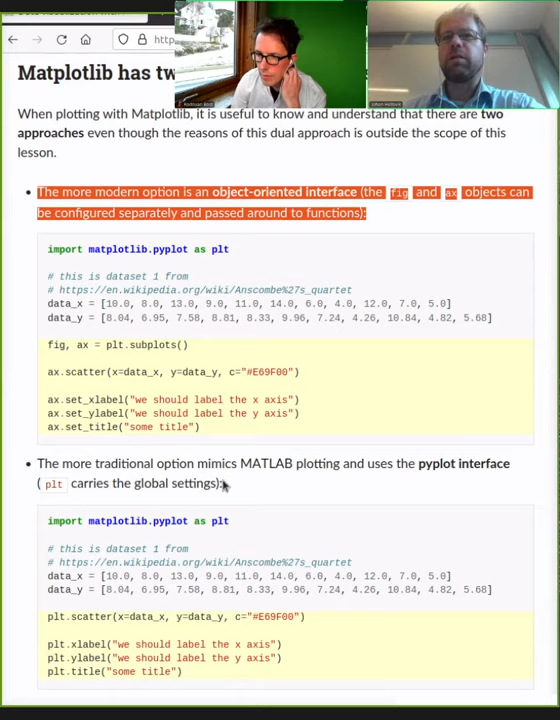 http
Matplotlib has tw
When plotting with Matplotlib, it is useful to know and understand that there are two
approaches even though the reasons of this dual approach is outside the scope of this
lesson.
The more modern option is an object-oriented interface (the fig and ax objects can
be configured separately and passed around to functions):
import matplotlib.pyplot as plt
# this is dataset 1 from
# https://en.wikipedia.org/wiki/Anscombe%27s_quartet
data_x = [10.0, 8.0, 13.0, 9.0, 11.0, 14.0, 6.0, 4.0, 12.0, 7.0, 5.0]
data_y = [8.04, 6.95, 7.58, 8.81, 8.33, 9.96, 7.24, 4.26, 10.84, 4.82, 5.68]
fig, ax = plt.subplots()
ax.scatter(x=data_x, y=data_y, c="#E69F00")
ax.set_xlabel("we should label the x axis")
ax.set_ylabel("we should label the y axis")
ax.set_title("some title")
The more traditional option mimics MATLAB plotting and uses the pyplot interface
( plt carries the global settings):
import matplotlib.pyplot as plt
# this is dataset 1 from
# https://en.wikipedia.org/wiki/Anscombe%27s_quartet
data_x = [10.0, 8.0, 13.0, 9.0, 11.0, 14.0, 6.0, 4.0, 12.0, 7.0, 5.0]
data_y = [8.04, 6.95, 7.58, 8.81, 8.33, 9.96, 7.24, 4.26, 10.84, 4.82, 5.68]
plt.scatter(x=data_x, y=data_y, c="#E69F00")
plt.xlabel("we should label the x axis")
plt.ylabel("we should label the y axis")
plt.title("some title")